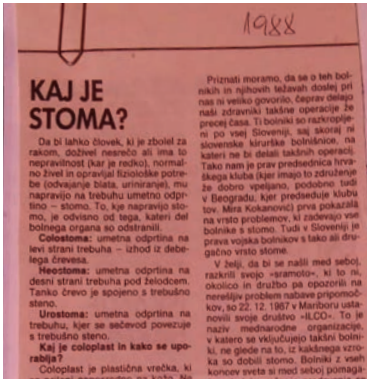 1988
KAJ JE
STOMA?
Da bi lahko človek, ki je zbolel za
rakom, doživel nesrečo ali ima to
nepravilnost (kar je redko), normal-
no živel in opravljal fiziološke potre-
be (odvajanje blata, uriniranje), mu
napravijo na trebuhu umetno odpr-
tino – stomo. To, kje napravijo sto-
mo, je odvisno od tega, kateri del
bolnega organa so odstranili.
Colostoma: umetna odprtina na
levi strani trebuha – izhod iz debe-
lega črevesa.
Heostoma: umetna odprtina na
desni strani trebuha pod želodcem.
Tanko črevo je spojeno s trebušno
steno.
Urostoma: umetna odprtina na
trebuhu, kjer se sečevod povezuje
s trebušno steno.
Kaj je coloplast in kako se upo-
rablja?
Coloplast je plastična vrečka, ki
Priznati moramo, da se o teh bol-
nikih in njihovih težavah doslej pri
nas ni veliko govorilo, čeprav delajo
naši zdravniki takšne operacije že
precej časa. Ti bolniki so razkroplje-
ni po vsej Sloveniji, saj skoraj ni
slovenske kirurške bolnišnice, na
kateri ne bi delali takšnih operacij.
Tako nam je prav predsednica hrva-
škega kluba (kjer imajo to združenje
že dobro vpeljano, podobno tudi
v Beogradu, kjer predseduje klubu
tov. Mira Kokanović) prva pokazala
na vrsto problemov, ki zadevajo vse
bolnike s stomo. Tudi v Sloveniji je
prava vojska bolnikov s tako ali dru-
gačno vrsto stome.
V želji, da bi se našli med seboj,
razkrili svojo »sramoto«, ki to ni,
okolico in družbo pa opozorili na
nerešljiv problem nabave pripomoč-
kov, so 22. 12. 1987 v Mariboru usta-
novili svoje društvo –ILCO». To je
naziv mednarodne organizacije,
v katero se vključujejo takšni bolni-
ki, ne glede na to, iz kakšnega vzro-
ka so dobili stomo. Bolniki z vseh
koncev sveta si med seboj pomaga-